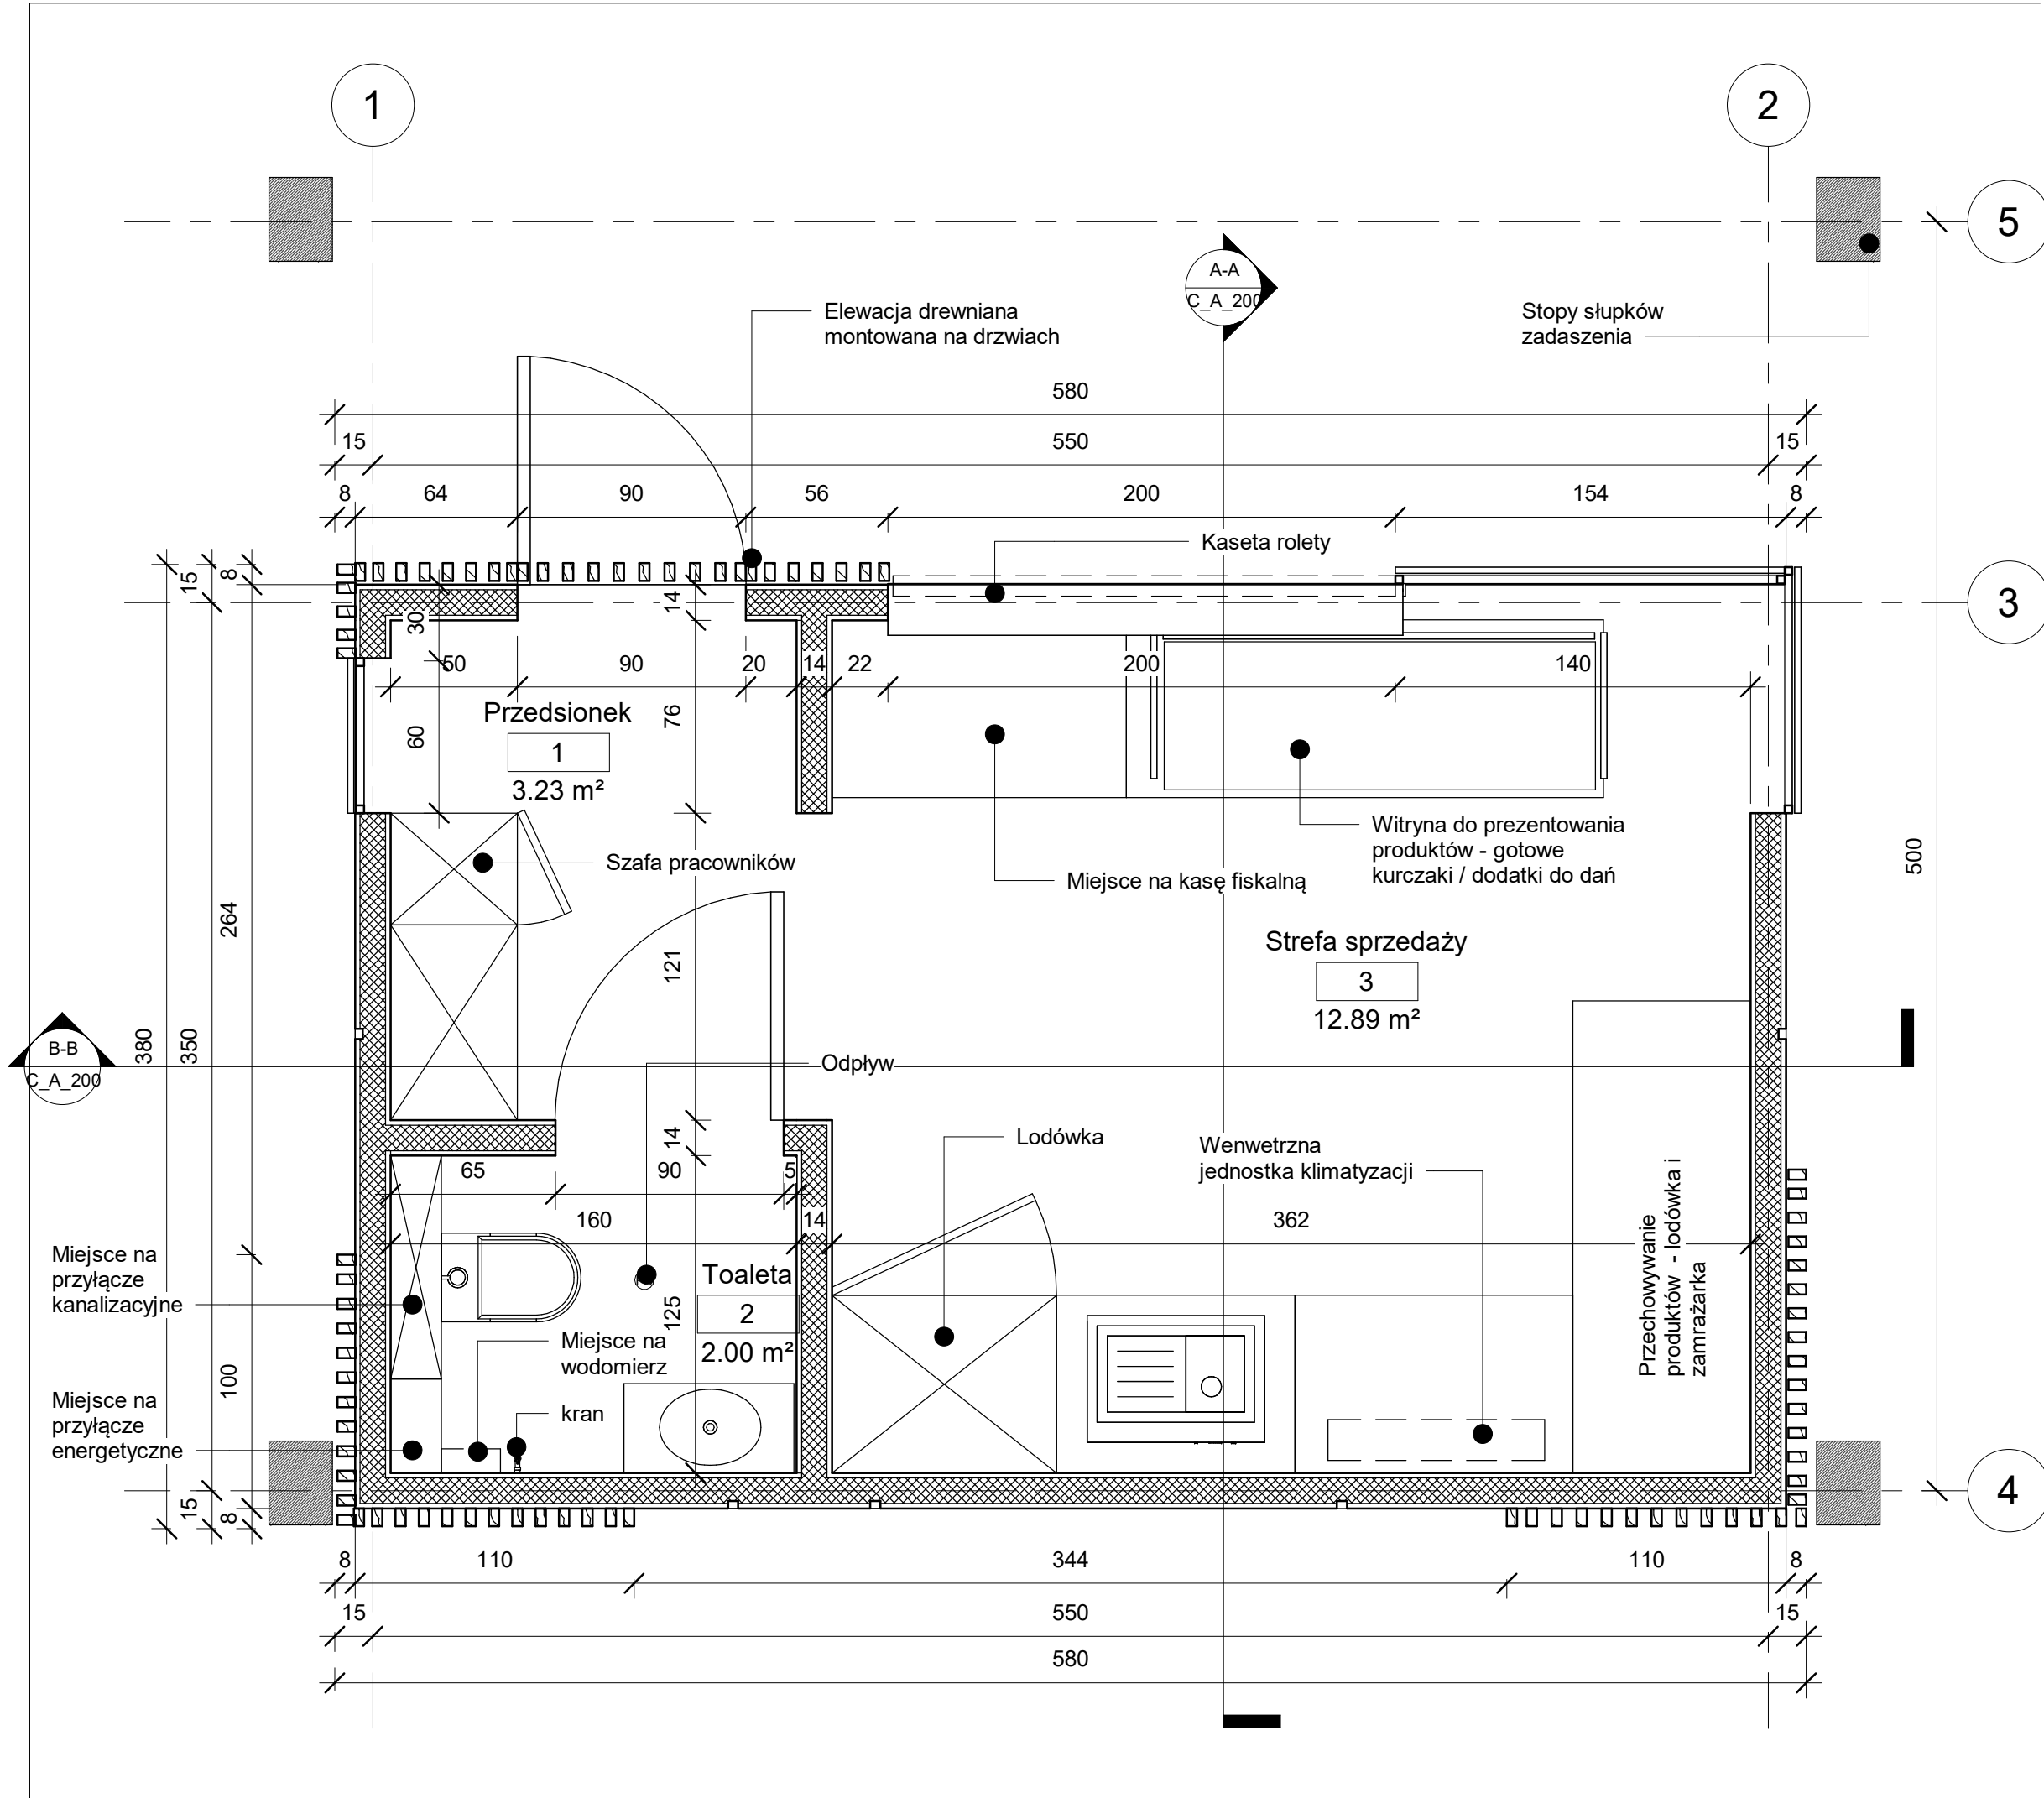 1
2
5
A-A
C_A_200
Elewacja drewniana
montowana na drzwiach
Stopy słupków
zadaszenia
580
15
550
15
8
64
90
56
200
154
8
Kaseta rolety
3
15
8
14
30
50
90
20
14
22
200
140
60
76
Przedsionek
1
3.23 m²
Witryna do prezentowania
produktów - gotowe
kurczaki / dodatki do dań
Szafa pracowników
Miejsce na kasę fiskalną
500
264
121
Strefa sprzedaży
3
12.89 m²
B-B
C_A_200
380
350
Odpływ
Lodówka
14
Wenwetrzna
jednostka klimatyzacji
65
90
5
160
14
362
Przechowywanie
produktów - lodówka i
zamrażarka
Miejsce na
przyłącze
kanalizacyjne
Toaleta
2
2.00 m²
125
Miejsce na
wodomierz
100
Miejsce na
przyłącze
energetyczne
kran
4
15
8
8
110
344
110
8
15
550
15
580